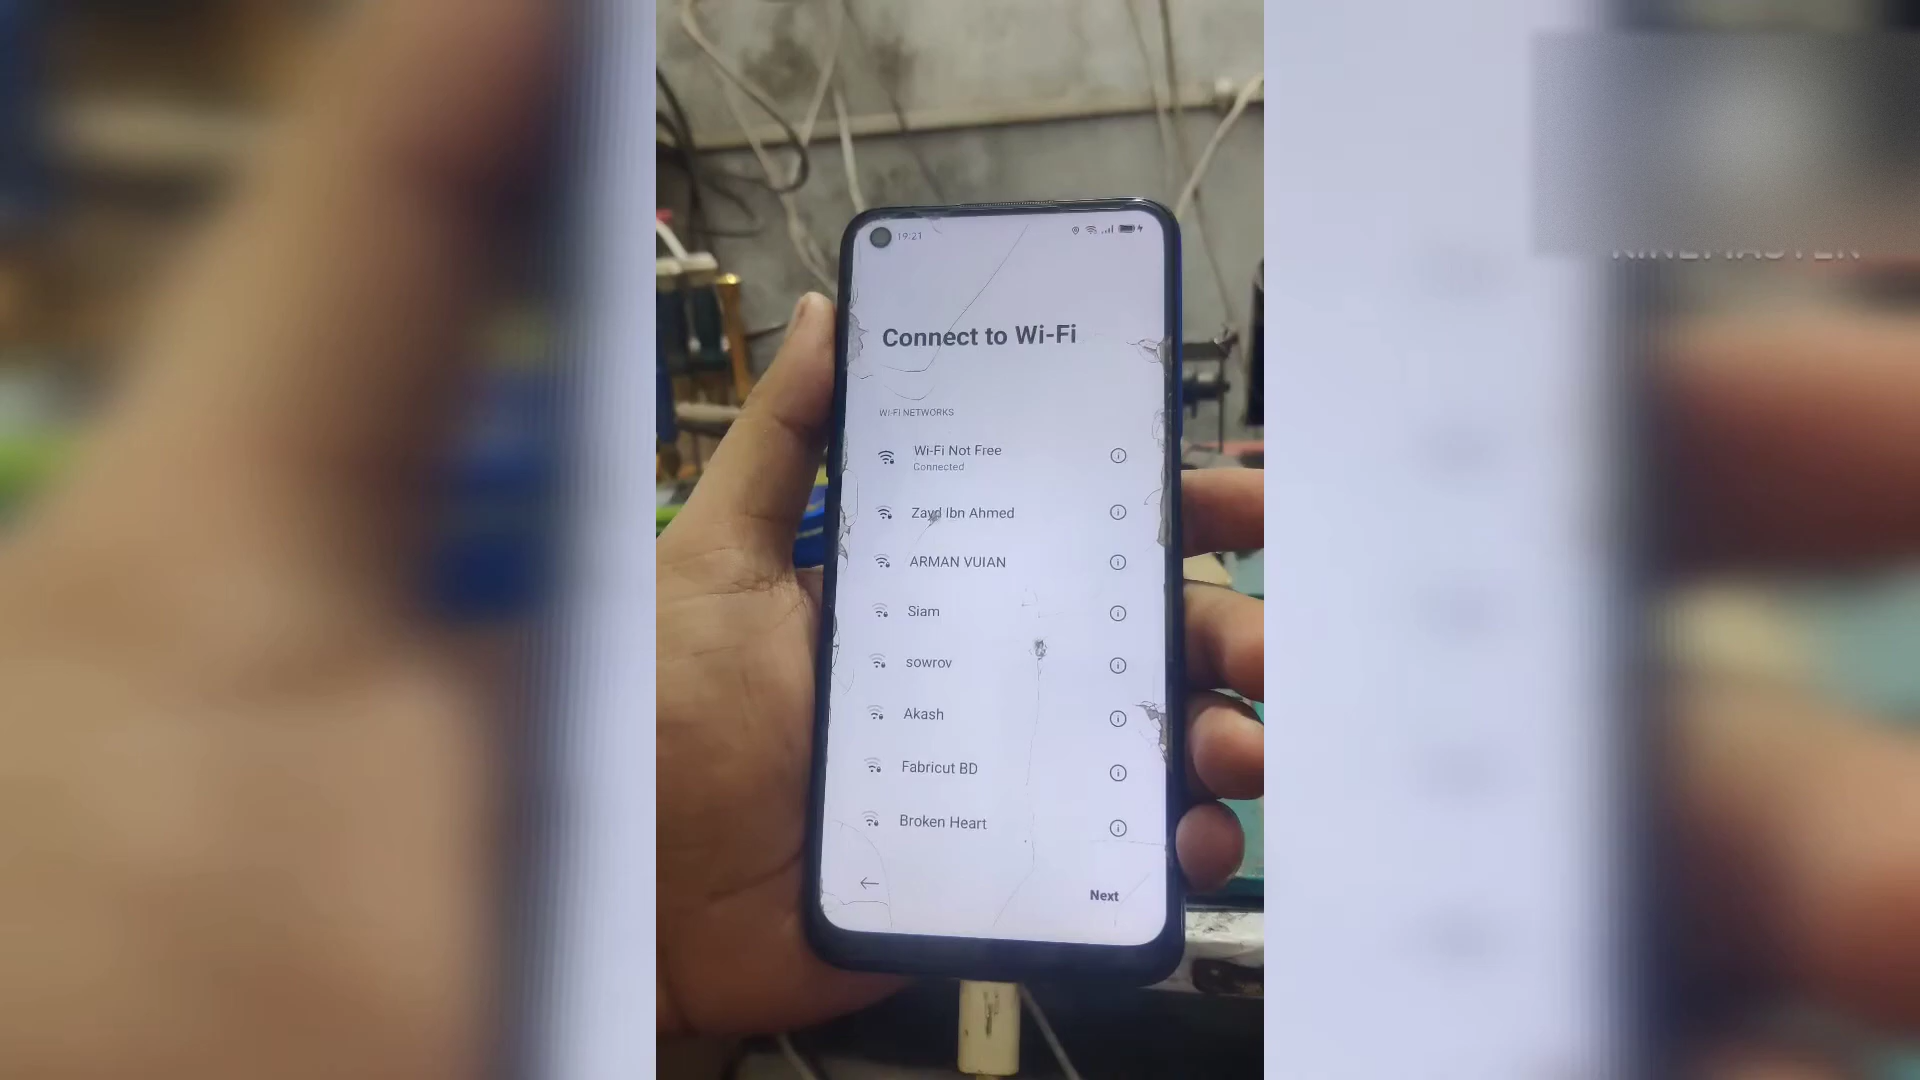 19:21
Connect to Wi-Fi
WI-FI NETWORKS
Wi-Fi Not Free
Connected
Zayd Ibn Ahmed
ARMAN VUIAN
Siam
sowrov
Akash
Fabricut BD
Broken Heart
Next
KINEMASTER